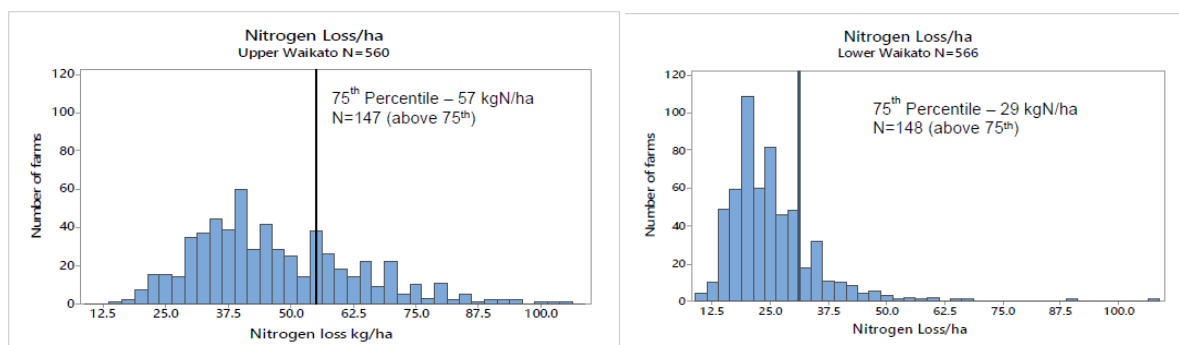 Nitrogen Loss/ha
Upper Waikato N=560
75th Percentile – 57 kgN/ha
N=147 (above 75th)
Number of farms
120
100
80
60
40
20
0
12.5 25.0 37.5 50.0 62.5 75.0 87.5 100.0
Nitrogen loss kg/ha
Nitrogen Loss/ha
Lower Waikato N=566
75th Percentile – 29 kgN/ha
N=148 (above 75th)
Number of farms
120
100
80
60
40
20
0
12.5 25.0 37.5 50.0 62.5 75.0 87.5 100.0
Nitrogen Loss/ha